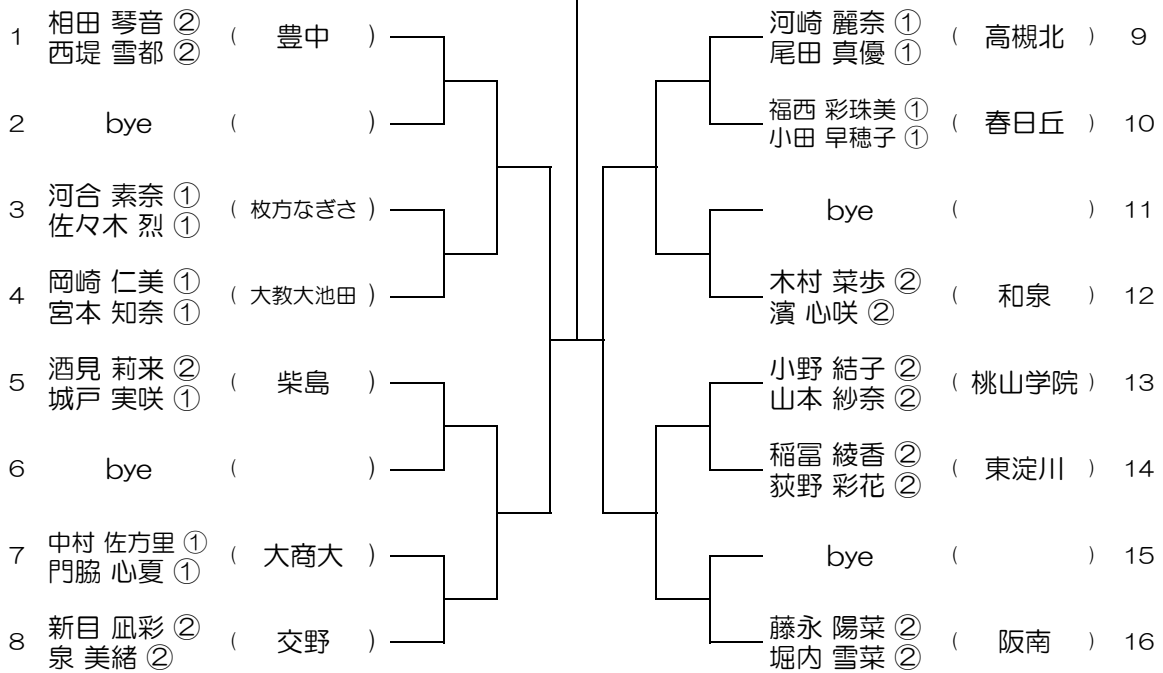 1 相田 琴音 ② ( 豊中 )
西堤 雪都 ②
2 bye ( )
3 河合 素奈 ① ( 枚方なぎさ )
佐々木 烈 ①
4 岡崎 仁美 ① ( 大教大池田 )
宮本 知奈 ①
5 酒見 莉来 ② ( 柴島 )
城戸 実咲 ①
6 bye ( )
7 中村 佐方里 ① ( 大商大 )
門脇 心夏 ①
8 新目 凪彩 ② ( 交野 )
泉 美緒 ②
河崎 麗奈 ① ( 高槻北 ) 9
尾田 真優 ①
福西 彩珠美 ① ( 春日丘 ) 10
小田 早穂子 ①
bye ( ) 11
木村 菜歩 ② ( 和泉 ) 12
濱 心咲 ②
小野 結子 ② ( 桃山学院 ) 13
山本 紗奈 ②
稲冨 綾香 ② ( 東淀川 ) 14
荻野 彩花 ②
bye ( ) 15
藤永 陽菜 ② ( 阪南 ) 16
堀内 雪菜 ②